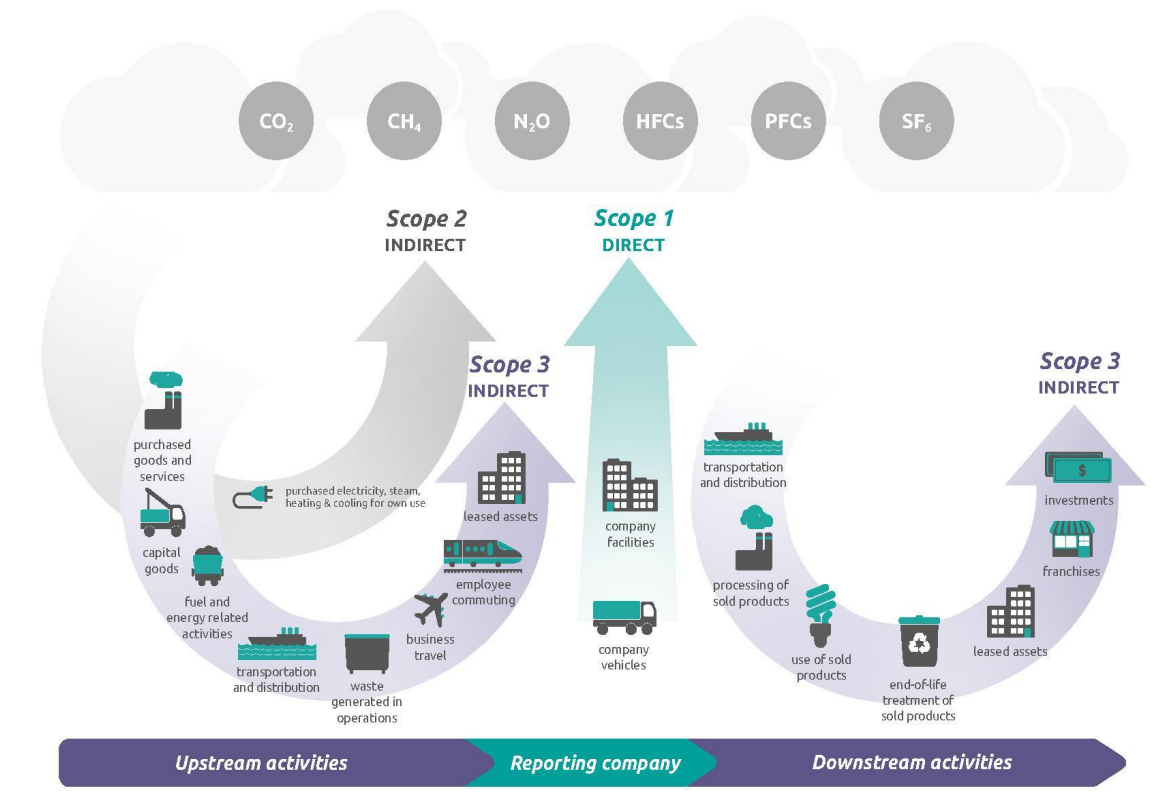 CO₂
CH₄
N₂O
HFCs
PFCs
SF₆
Scope 2
INDIRECT
Scope 1
DIRECT
Scope 3
INDIRECT
Scope 3
INDIRECT
purchased
goods and
services
capital
goods
fuel and
energy related
activities
transportation
and distribution
waste
generated in
operations
business
travel
employee
commuting
leased assets
purchased electricity, steam,
heating & cooling for own use
company
facilities
company
vehicles
transportation
and distribution
processing of
sold products
use of sold
products
end-of-life
treatment of
sold products
leased assets
franchises
$
investments
Upstream activities
Reporting company
Downstream activities